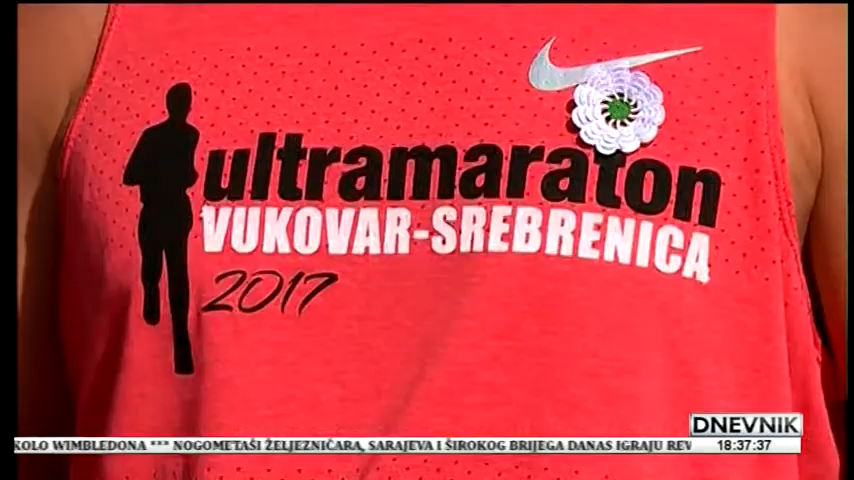 ultramaraton
VUKOVAR-SREBRENICA
2017
DNEVNIK
KOLO WIMBLEDONA *** NOGOMETAŠI ŽELJEZNIČARA, SARAJEVA I ŠIROKOG BRIJEGA DANAS IGRAJU REV
18:37:37